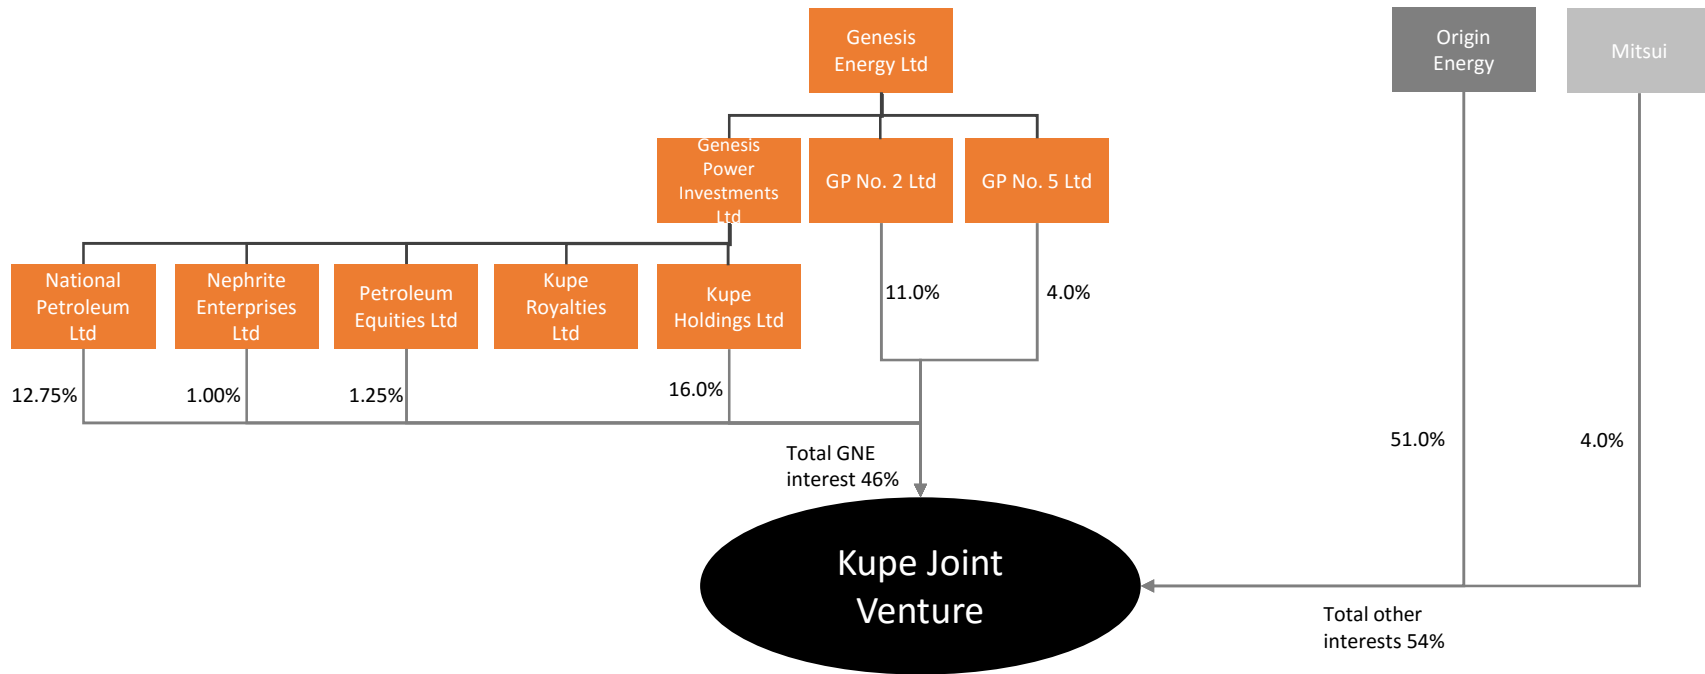 Genesis
Energy Ltd
Origin
Energy
Mitsui
Genesis
Power
Investments
Ltd
GP No. 2 Ltd
GP No. 5 Ltd
National
Petroleum
Ltd
Nephrite
Enterprises
Ltd
Petroleum
Equities Ltd
Kupe
Royalties
Ltd
Kupe
Holdings Ltd
11.0%
4.0%
12.75%
1.00%
1.25%
16.0%
51.0%
4.0%
Total GNE
interest 46%
Kupe Joint
Venture
Total other
interests 54%